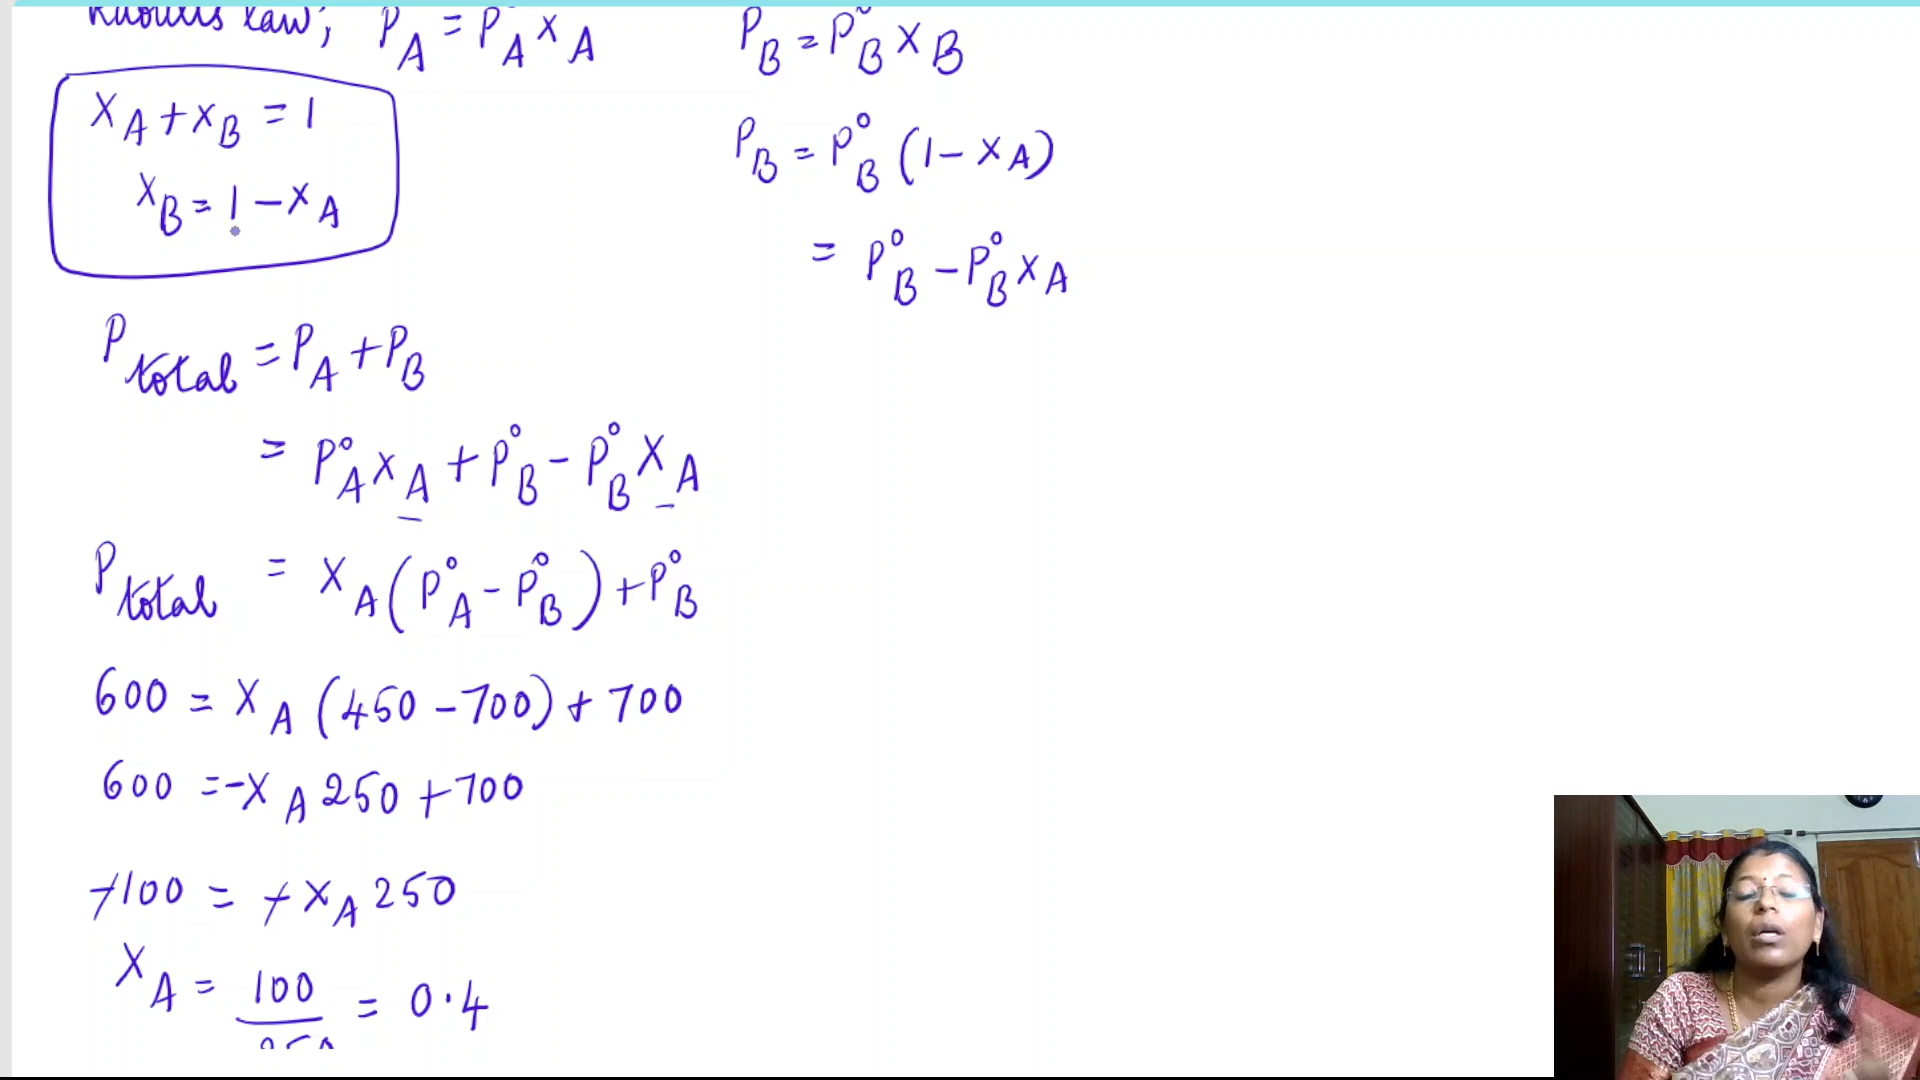 Raoults law, P_A = P°_A x_A
P_B = P°_B x_B
x_A + x_B = 1
x_B = 1 - x_A
P_B = P°_B (1 - x_A)
= P°_B - P°_B x_A
P_total = P_A + P_B
= P°_A x_A + P°_B - P°_B x_A
P_total = x_A (P°_A - P°_B) + P°_B
600 = x_A (450 - 700) + 700
600 = -x_A 250 + 700
-100 = -x_A 250
x_A = 100/250 = 0.4